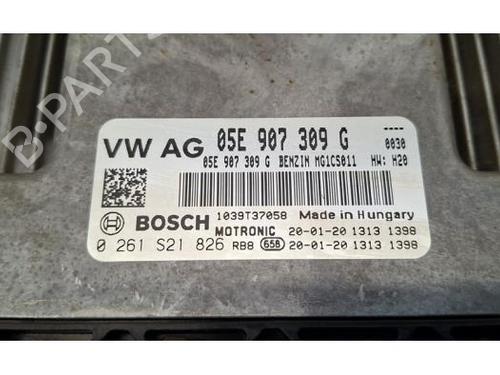 B-PARTS
VW AG 05E 907 309 G
---
0030
05E 907 309 G BENZIN MG1CS011 HW: H20
BOSCH 1039T37058 Made in Hungary
MOTRONIC 20-01-20 1313 1398
0 261 S21 826 RB8 658 20-01-20 1313 1398